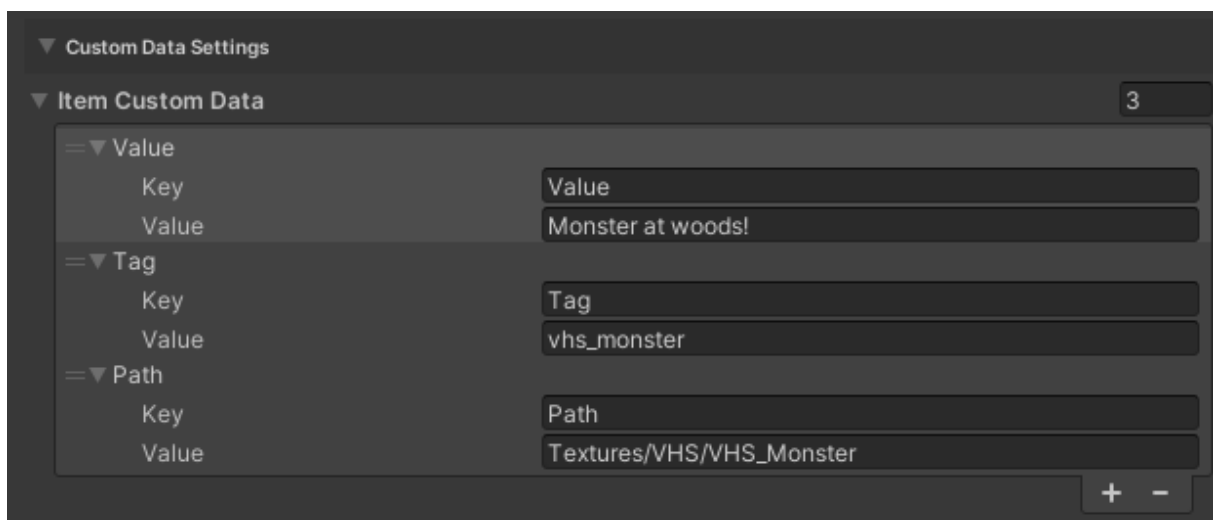 Custom Data Settings
Item Custom Data 3
Value
Key Value
Value Monster at woods!
Tag
Key Tag
Value vhs_monster
Path
Key Path
Value Textures/VHS/VHS_Monster
+ -